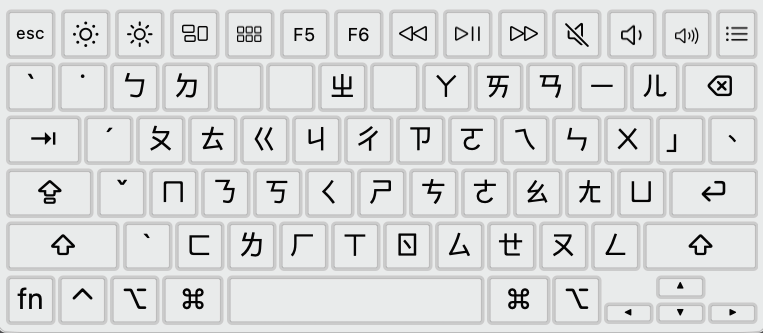 esc F5 F6
ˋ ˙ ㄅ ㄉ ㄓ ㄚ ㄞ ㄢ ㄧ ㄦ
ˊ ㄆ ㄊ ㄍ ㄐ ㄔ ㄗ ㄛ ㄟ ㄣ ㄨ 」 、
ˇ ㄇ ㄋ ㄎ ㄑ ㄕ ㄘ ㄜ ㄠ ㄤ ㄩ
ˋ ㄈ ㄌ ㄏ ㄒ ㄖ ㄙ ㄝ ㄡ ㄥ
fn ^ ⌥ ⌘ ⌘ ⌥